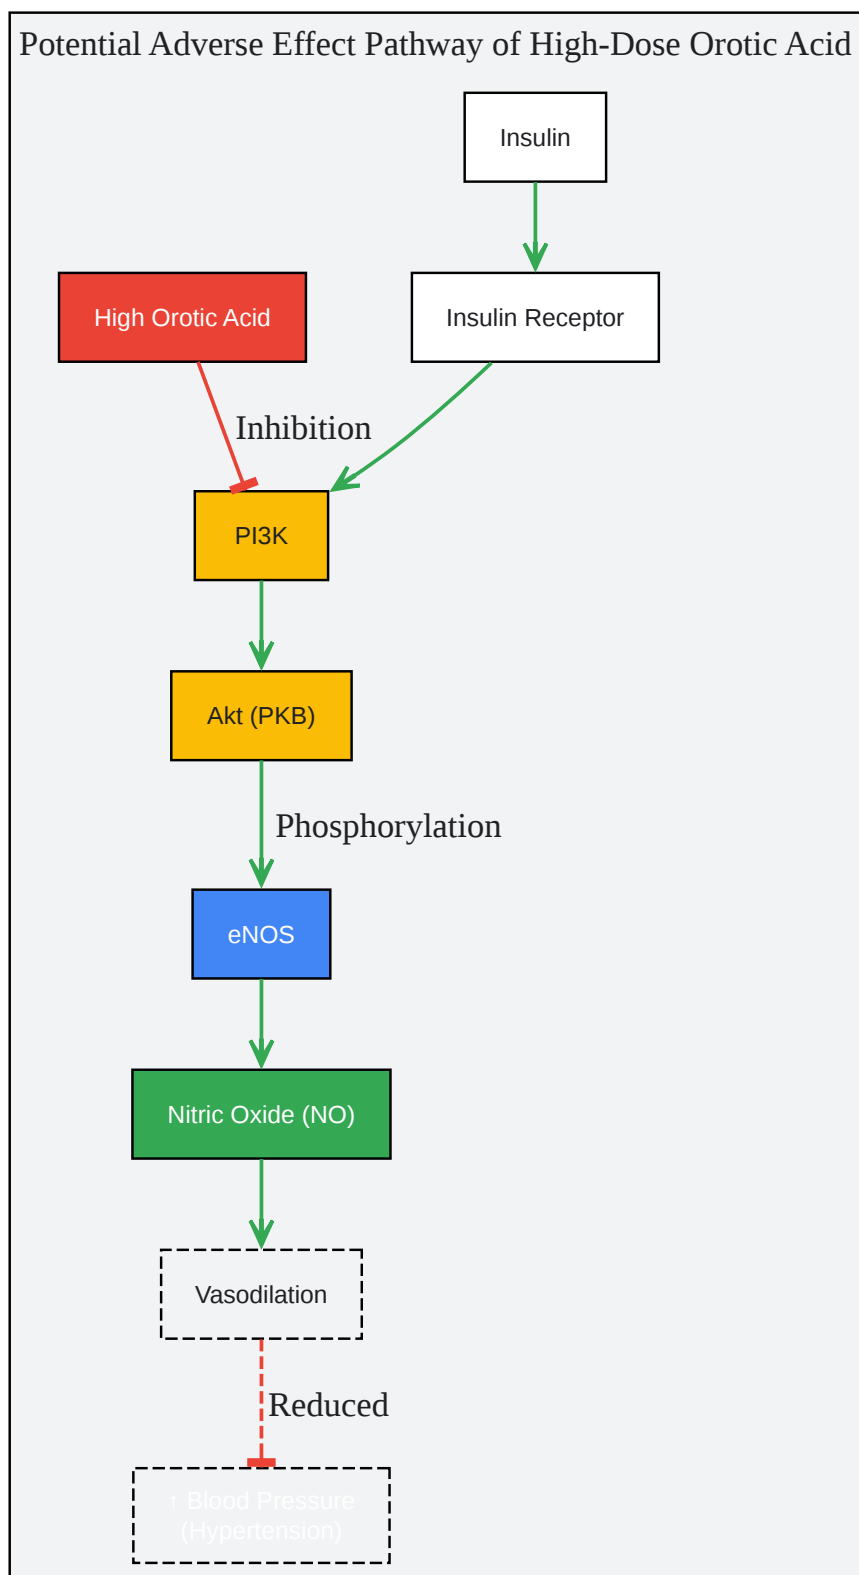 Potential Adverse Effect Pathway of High-Dose Orotic Acid
Insulin
High Orotic Acid
Insulin Receptor
Inhibition
PI3K
Akt (PKB)
Phosphorylation
eNOS
Nitric Oxide (NO)
Vasodilation
Reduced
↑ Blood Pressure
(Hypertension)